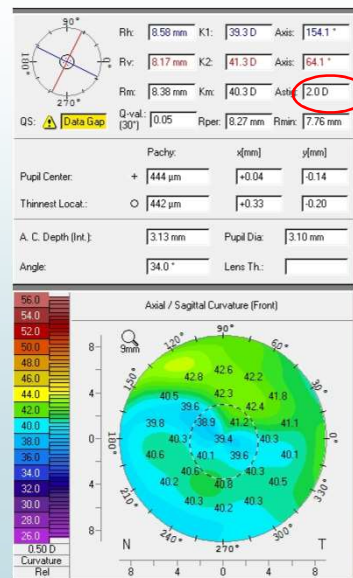 90°
180°
0°
270°
Rh: 8.58 mm K1: 39.3 D Axis: 154.1 °
Rv: 8.17 mm K2: 41.3 D Axis: 64.1 °
Rm: 8.38 mm Km: 40.3 D Astig: 2.0 D
QS: Data Gap Q-val. (30°) 0.05 Rper: 8.27 mm Rmin: 7.76 mm
Pachy: x[mm] y[mm]
Pupil Center: + 444 µm +0.04 -0.14
Thinnest Locat.: O 442 µm +0.33 -0.20
A. C. Depth (Int.): 3.13 mm Pupil Dia: 3.10 mm
Angle: 34.0 ° Lens Th.:
Axial / Sagittal Curvature (Front)
56.0
54.0
52.0
50.0
48.0
46.0
44.0
42.0
40.0
38.0
36.0
34.0
32.0
30.0
28.0
26.0
0.50 D
Curvature
Rel
9mm
90°
120° 60°
150° 30°
180° 0°
210° 330°
240° 300°
270°
8
4
0
4
8
42.6
42.8 42.2
40.5 42.3 41.8
39.6 42.4
39.8 38.9 41.2 41.1
40.3 39.4 40.3
40.6 40.1 39.6 40.1
40.6 40.3
40.2 40.5
40.3 40.3
40.2
N T
8 4 0 4 8